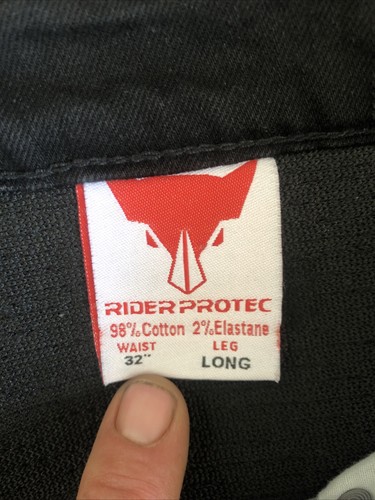 RIDER PROTEC
98% Cotton 2% Elastane
WAIST LEG
32" LONG